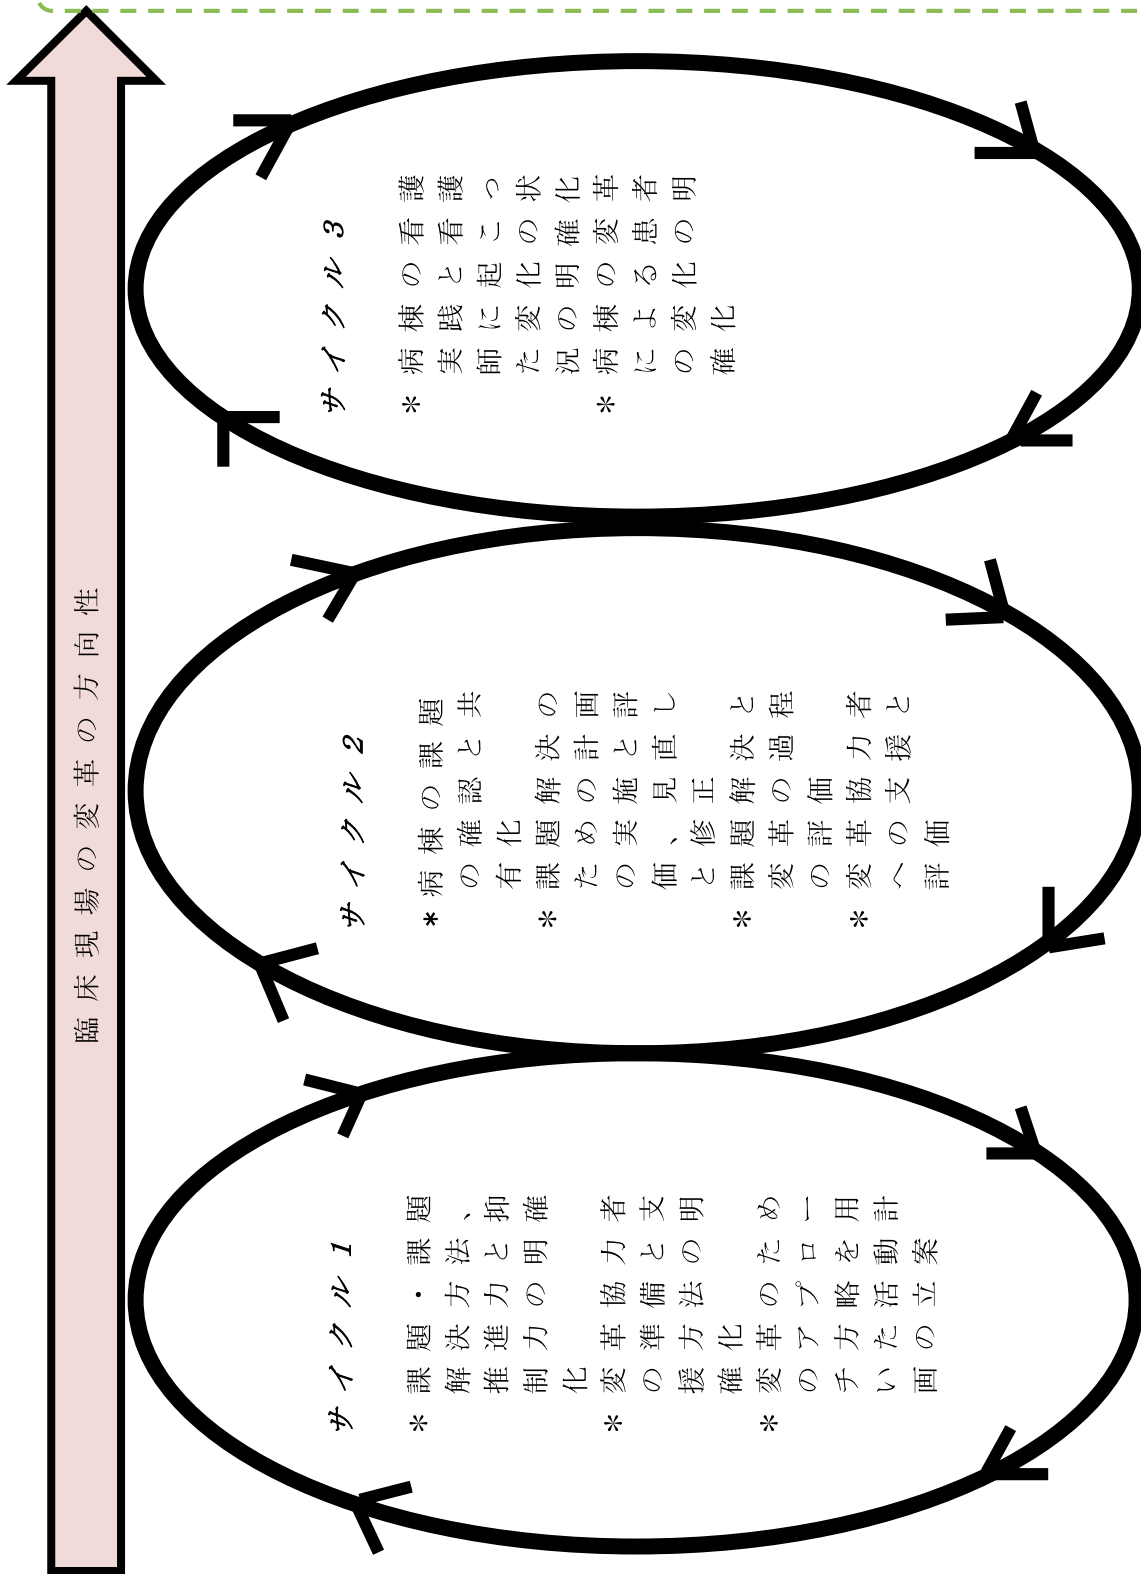 臨床現場の変革の方向性
サイクル1
＊ 課題・課題
解決方法、
推進力と抑
制力の明確
化
＊ 変革協力者
の準備と支
援方法の明
確化
＊ 変革のため
のアプロー
チ方略を用
いた活動計
画の立案
サイクル2
＊病棟の課題
の確認と共
有化
＊ 課題解決の
ための計画
の実施と評
価、見直し
と修正
＊ 課題解決と
変革の過程
の評価
＊ 変革協力者
への支援と
評価
サイクル3
＊ 病棟の看護
実践と看護
師に起こっ
た変化の状
況の明確化
＊ 病棟の変革
による患者
の変化の明
確化